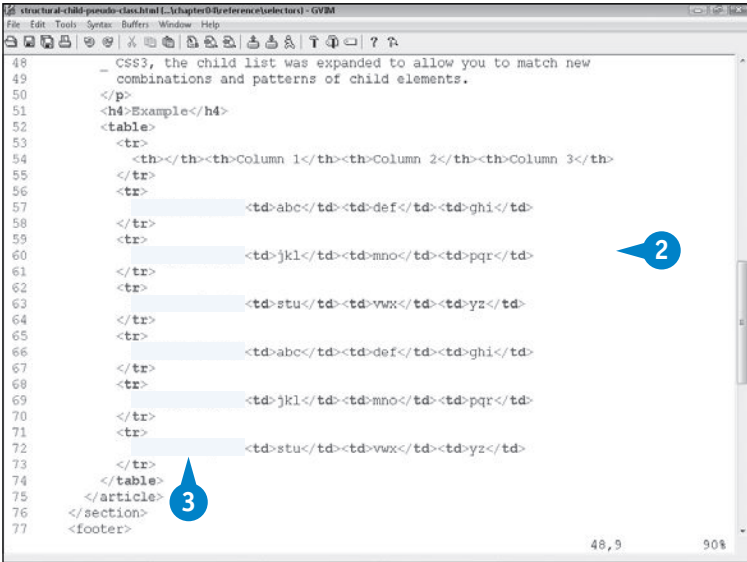 structural-child-pseudo-class.html (...\chapter04\reference\selectors) - GVIM
File Edit Tools Syntax Buffers Window Help
48 _ CSS3, the child list was expanded to allow you to match new
49 combinations and patterns of child elements.
50 </p>
51 <h4>Example</h4>
52 <table>
53 <tr>
54 <th></th><th>Column 1</th><th>Column 2</th><th>Column 3</th>
55 </tr>
56 <tr>
57 <td>abc</td><td>def</td><td>ghi</td>
58 </tr>
59 <tr>
60 <td>jkl</td><td>mno</td><td>pqr</td>
2
61 </tr>
62 <tr>
63 <td>stu</td><td>vwx</td><td>yz</td>
64 </tr>
65 <tr>
66 <td>abc</td><td>def</td><td>ghi</td>
67 </tr>
68 <tr>
69 <td>jkl</td><td>mno</td><td>pqr</td>
70 </tr>
71 <tr>
72 <td>stu</td><td>vwx</td><td>yz</td>
73 </tr>
74 </table>
75 </article>
3
76 </section>
77 <footer>
48,9 90%